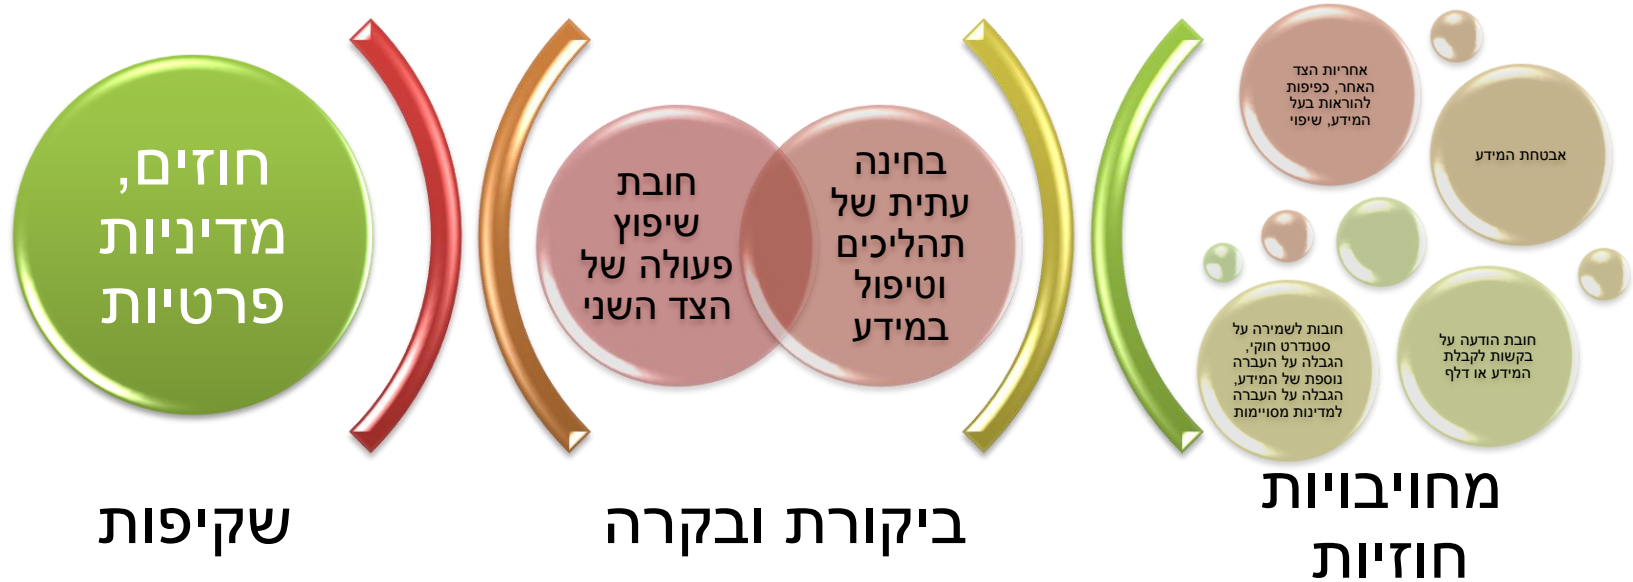 אחריות הצד
האחר, כפיפות
להוראות בעל
המידע, שיפוי
אבטחת המידע
חובות לשמירה על
סטנדרט חוקי,
הגבלה על העברה
נוספת של המידע,
הגבלה על העברה
למדינות מסויימות
חובת הודעה על
בקשות לקבלת
המידע או דלף
מחויבויות
חוזיות
בחינה
עתית של
תהליכים
וטיפול
במידע
חובת
שיפוץ
פעולה של
הצד השני
ביקורת ובקרה
חוזים,
מדיניות
פרטיות
שקיפות